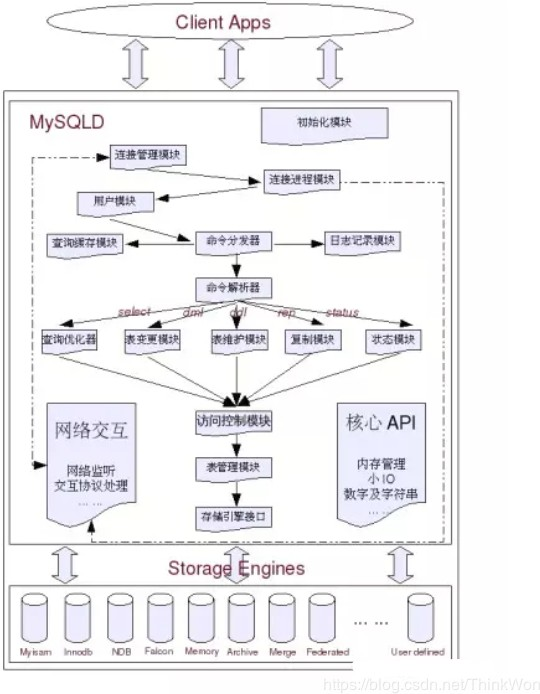 Client Apps
MySQLD
初始化模块
连接管理模块
连接进程模块
用户模块
查询缓存模块
命令分发器
日志记录模块
命令解析器
select
dml
ddl
rep
status
查询优化器
表变更模块
表维护模块
复制模块
状态模块
访问控制模块
网络交互
网络监听
交互协议处理
... ...
核心 API
内存管理
小IO
数字及字符串
... ...
表管理模块
存储引擎接口
Storage Engines
Myisam
Innodb
NDB
Falcon
Memory
Archive
Merge
Federated
... ...
User defined
https://blog.csdn.net/ThinkWon